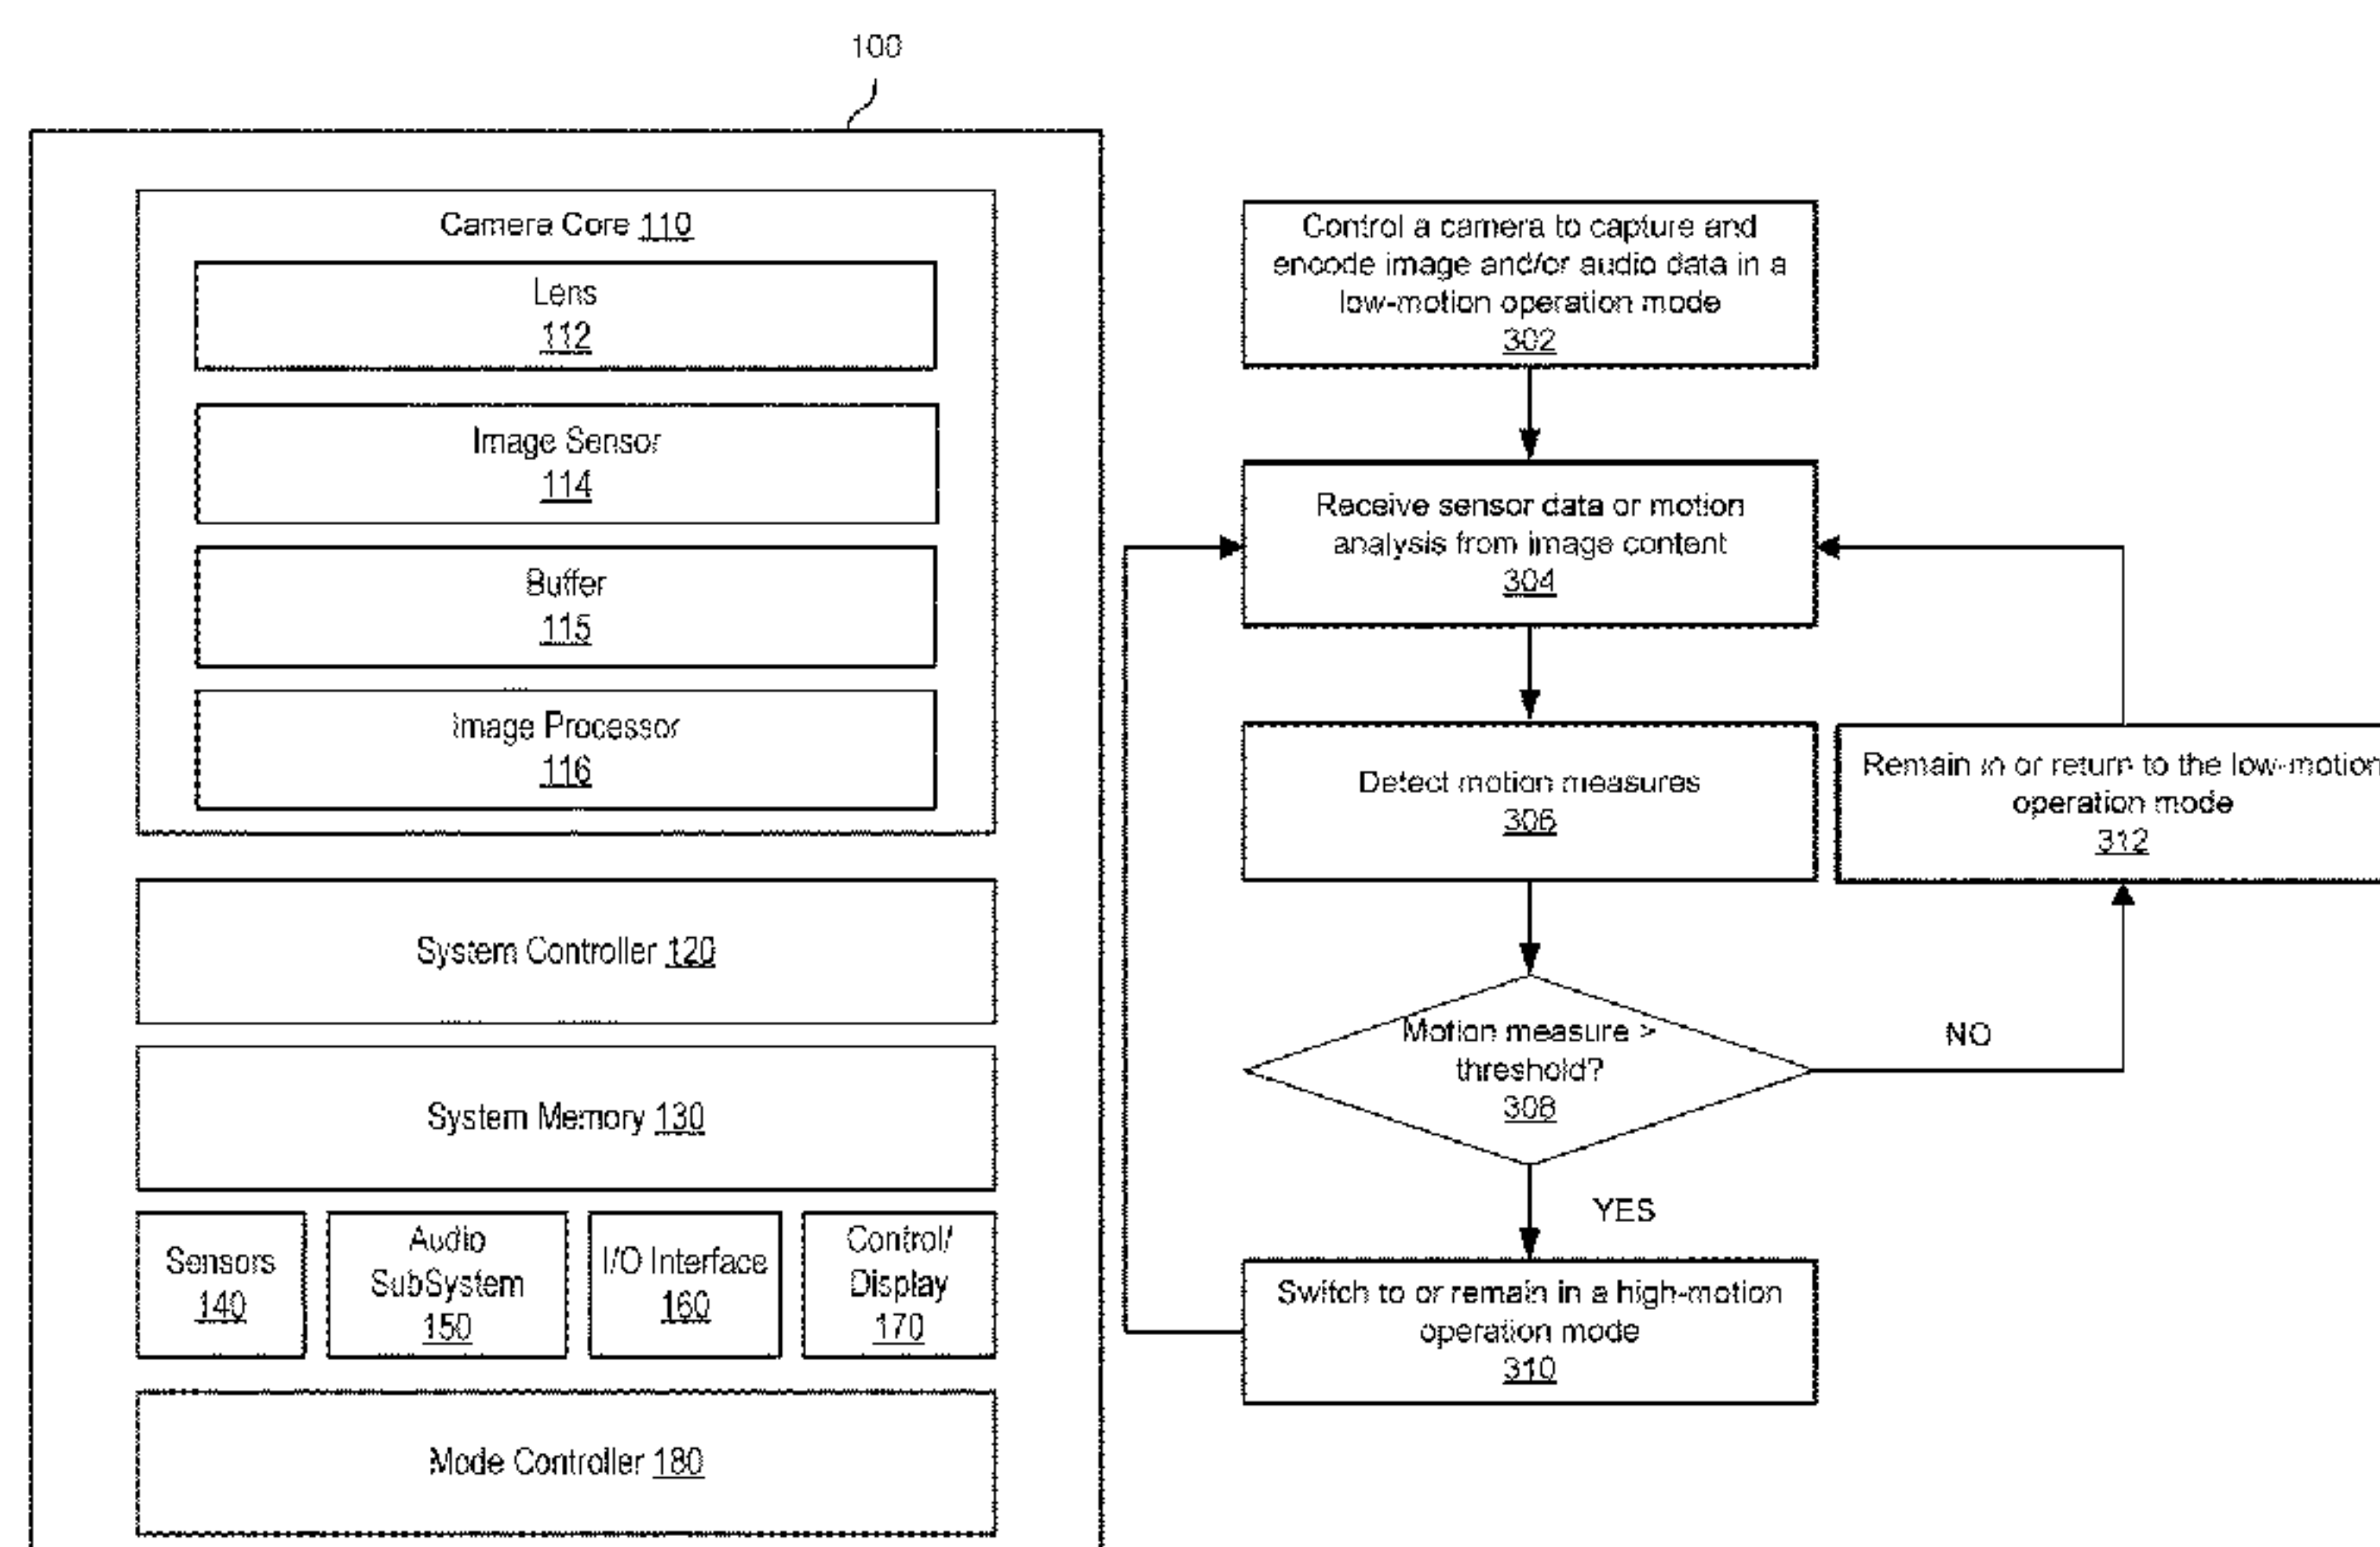 100
Camera Core 110
Lens
112
Image Sensor
114
Buffer
115
Image Processor
116
System Controller 120
System Memory 130
Sensors
140
Audio
SubSystem
150
I/O Interface
160
Control/
Display
170
Mode Controller 180
Control a camera to capture and
encode image and/or audio data in a
low-motion operation mode
302
Receive sensor data or motion
analysis from image content
304
Detect motion measures
306
Remain in or return to the low-motion
operation mode
312
Motion measure >
threshold?
308
NO
YES
Switch to or remain in a high-motion
operation mode
310